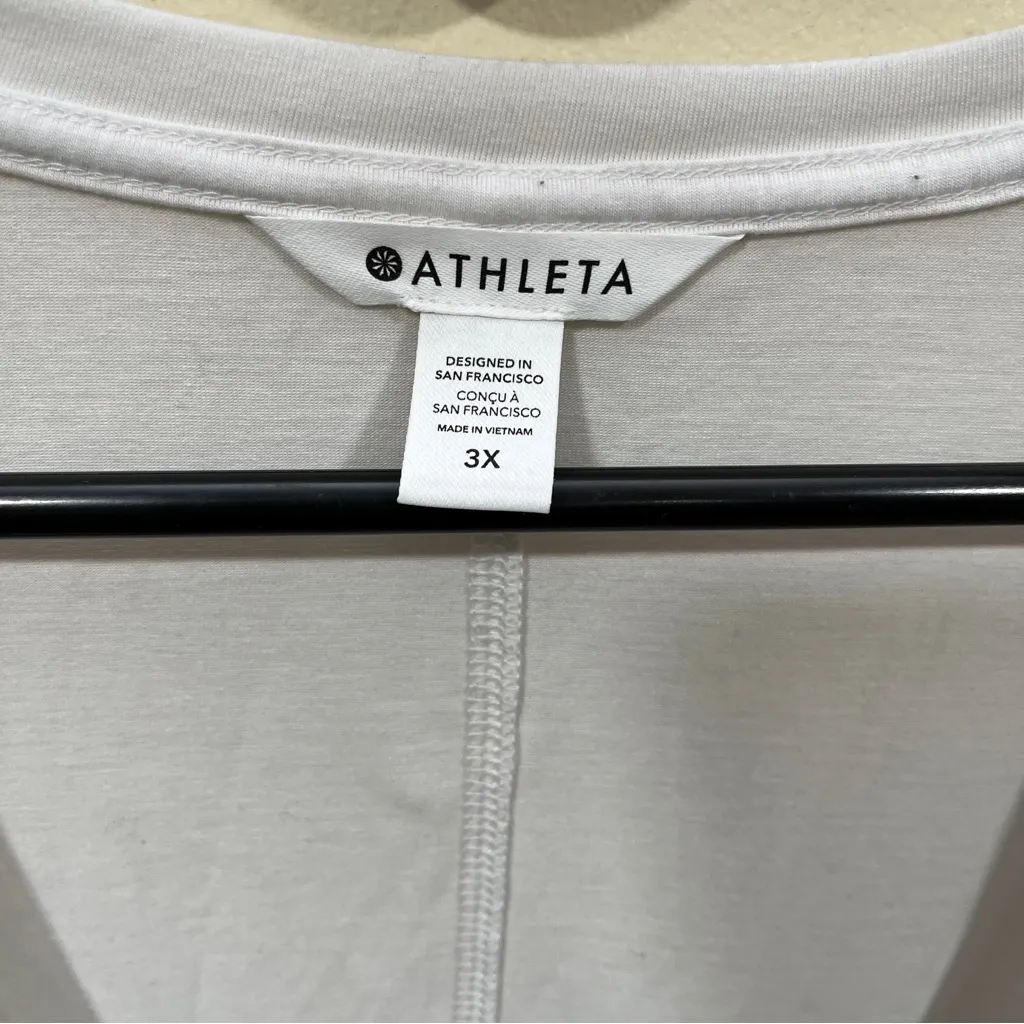 ATHLETA
DESIGNED IN
SAN FRANCISCO
CONÇU À
SAN FRANCISCO
MADE IN VIETNAM
3X